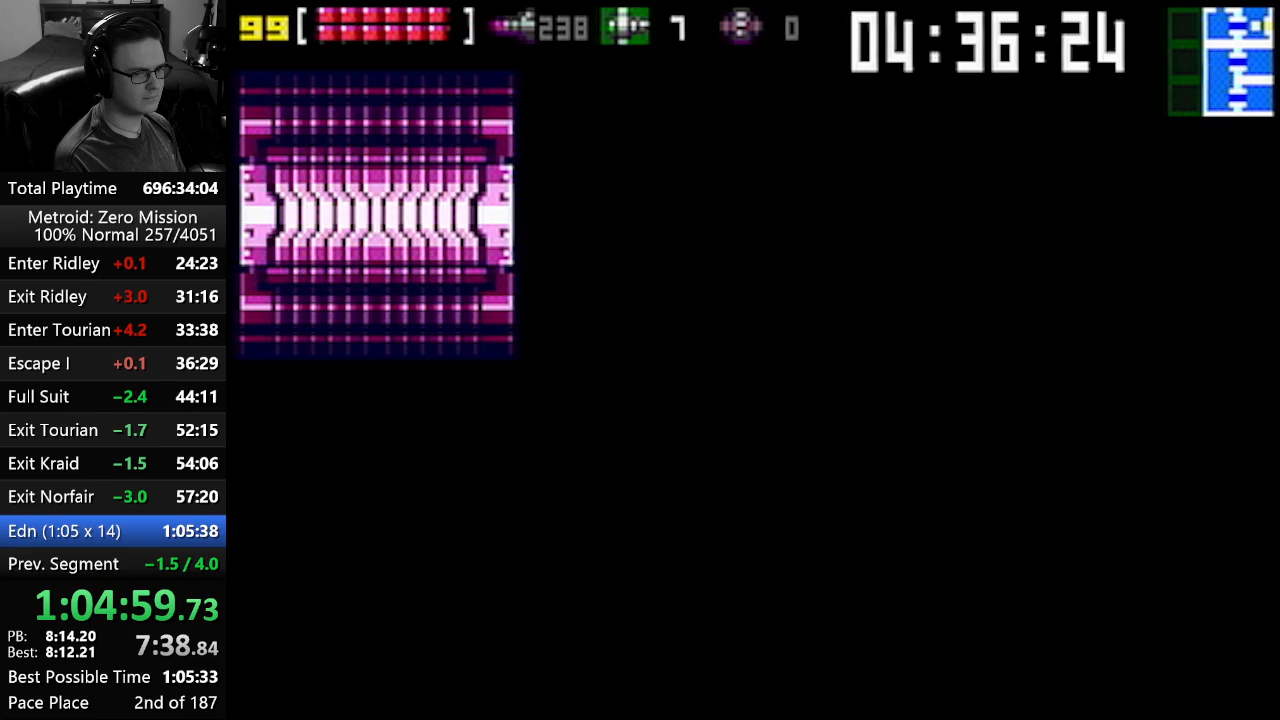 99 [ ] 238 7 0 04:36:24
Total Playtime 696:34:04
Metroid: Zero Mission
100% Normal 257/4051
Enter Ridley +0.1 24:23
Exit Ridley +3.0 31:16
Enter Tourian +4.2 33:38
Escape I +0.1 36:29
Full Suit −2.4 44:11
Exit Tourian −1.7 52:15
Exit Kraid −1.5 54:06
Exit Norfair −3.0 57:20
Edn (1:05 x 14) 1:05:38
Prev. Segment −1.5 / 4.0
1:04:59.73
PB: 8:14.20 7:38.84
Best: 8:12.21
Best Possible Time 1:05:33
Pace Place 2nd of 187